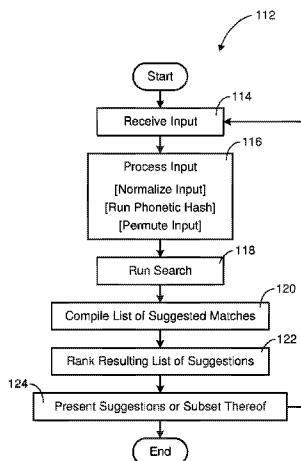 112
Start
114
Receive Input
116
Process Input
[Normalize Input]
[Run Phonetic Hash]
[Permute Input]
118
Run Search
120
Compile List of Suggested Matches
122
Rank Resulting List of Suggestions
124
Present Suggestions or Subset Thereof
End